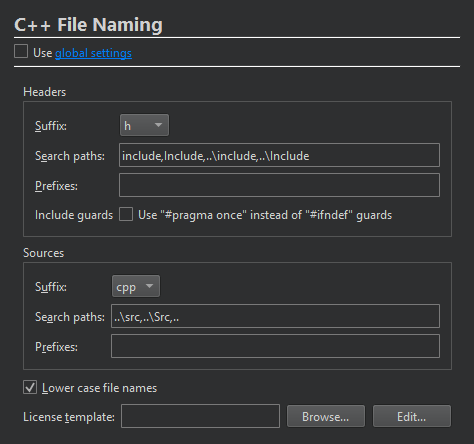 C++ File Naming
Use global settings
Headers
Suffix: h
Search paths: include,Include,..\include,..\Include
Prefixes:
Include guards Use "#pragma once" instead of "#ifndef" guards
Sources
Suffix: cpp
Search paths: ..\src,..\Src,..
Prefixes:
Lower case file names
License template: Browse... Edit...